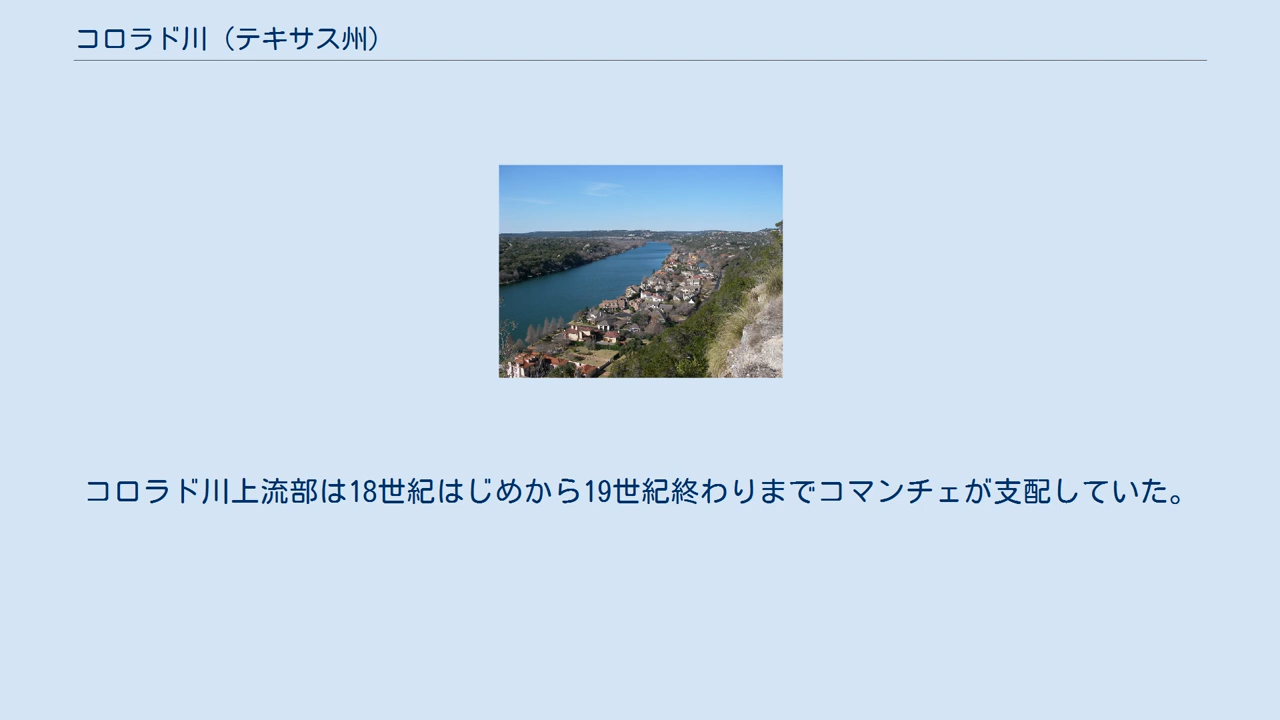 コロラド川（テキサス州）
コロラド川上流部は18世紀はじめから19世紀終わりまでコマンチェが支配していた。